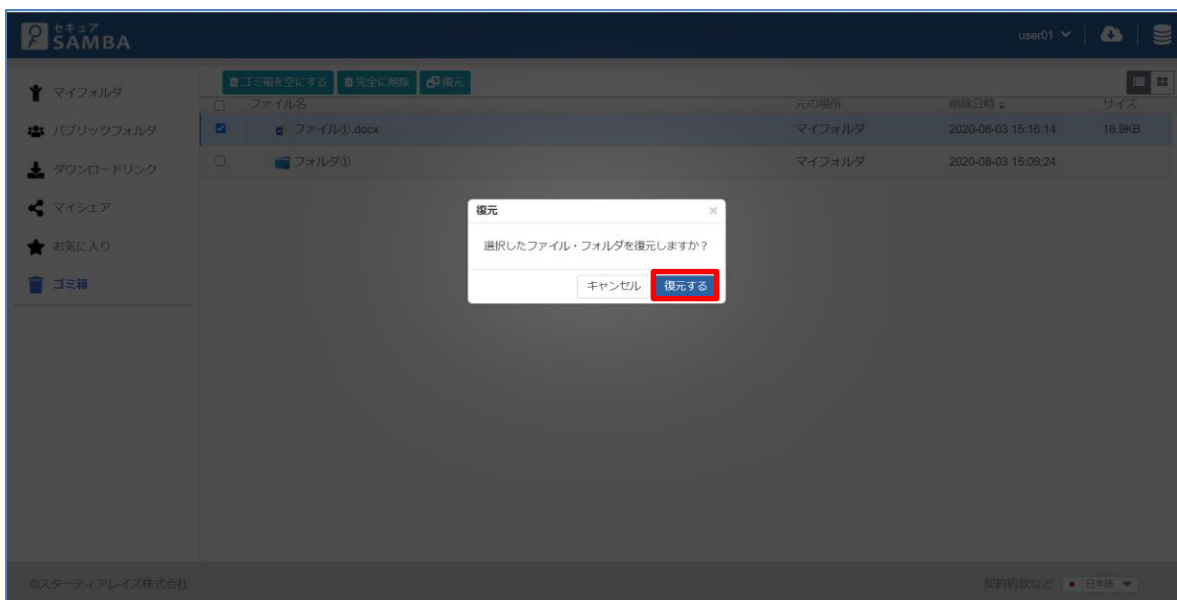 セキュア
SAMBA
user01
マイフォルダ
パブリックフォルダ
ダウンロードリンク
マイシェア
お気に入り
ゴミ箱
ゴミ箱を空にする 完全に削除 復元
ファイル名 元の場所 削除日時 サイズ
ファイル①.docx マイフォルダ 2020-08-03 15:16:14 16.9KB
フォルダ① マイフォルダ 2020-08-03 15:09:24
復元 ×
選択したファイル・フォルダを復元しますか？
キャンセル 復元する
©スターティアレイズ株式会社
契約約款など 日本語